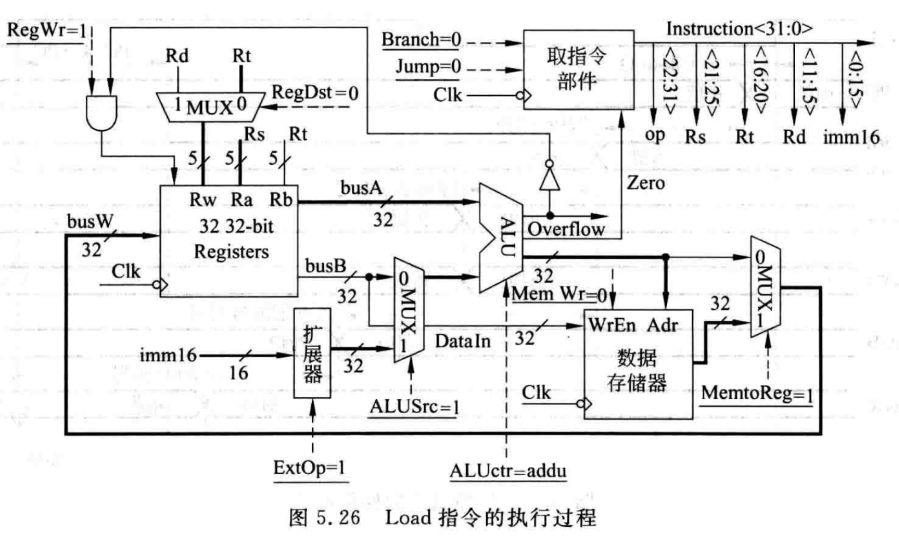 RegWr=1
Rd Rt
1 MUX 0
RegDst=0
Rs Rt
5 5 5
Rw Ra Rb
32 32-bit
Registers
busW
32
Clk
busA
32
busB
32
imm16
16
扩展器
32
ExtOp=1
0
MUX
1
ALUSrc=1
ALU
ALUctr=addu
Overflow
Zero
32
Mem Wr=0
DataIn
32
WrEn Adr
数据
存储器
Clk
32
0
MUX
1
MemtoReg=1
Branch=0
Jump=0
Clk
取指令
部件
Instruction<31:0>
<22:31>
<21:25>
<16:20>
<11:15>
<0:15>
op Rs Rt Rd imm16
图 5.26 Load 指令的执行过程